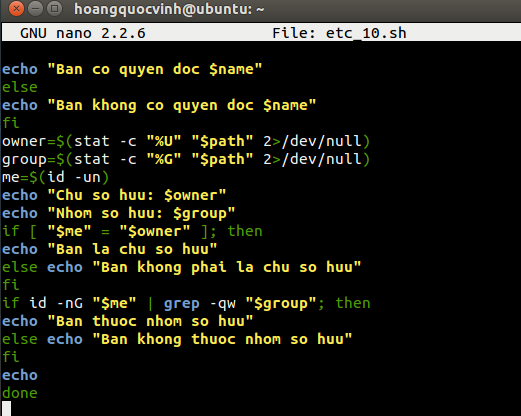 hoangquocvinh@ubuntu: ~
GNU nano 2.2.6 File: etc_10.sh
echo "Ban co quyen doc $name"
else
echo "Ban khong co quyen doc $name"
fi
owner=$(stat -c "%U" "$path" 2>/dev/null)
group=$(stat -c "%G" "$path" 2>/dev/null)
me=$(id -un)
echo "Chu so huu: $owner"
echo "Nhom so huu: $group"
if [ "$me" = "$owner" ]; then
echo "Ban la chu so huu"
else echo "Ban khong phai la chu so huu"
fi
if id -nG "$me" | grep -qw "$group"; then
echo "Ban thuoc nhom so huu"
else echo "Ban khong thuoc nhom so huu"
fi
echo
done